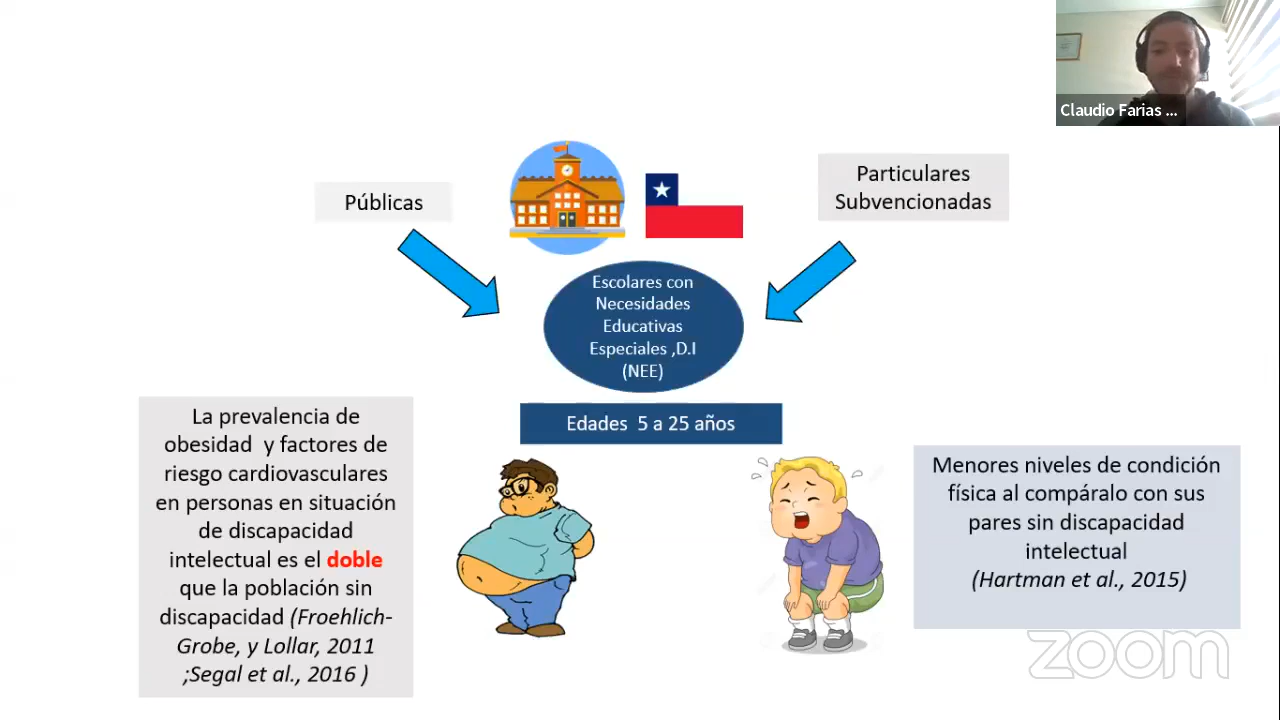 Claudio Farias ...
Públicas
Particulares
Subvencionadas
Escolares con
Necesidades
Educativas
Especiales ,D.I
(NEE)
Edades 5 a 25 años
La prevalencia de
obesidad y factores de
riesgo cardiovasculares
en personas en situación
de discapacidad
intelectual es el doble
que la población sin
discapacidad (Froehlich-
Grobe, y Lollar, 2011
;Segal et al., 2016 )
Menores niveles de condición
física al compáralo con sus
pares sin discapacidad
intelectual
(Hartman et al., 2015)
zoom